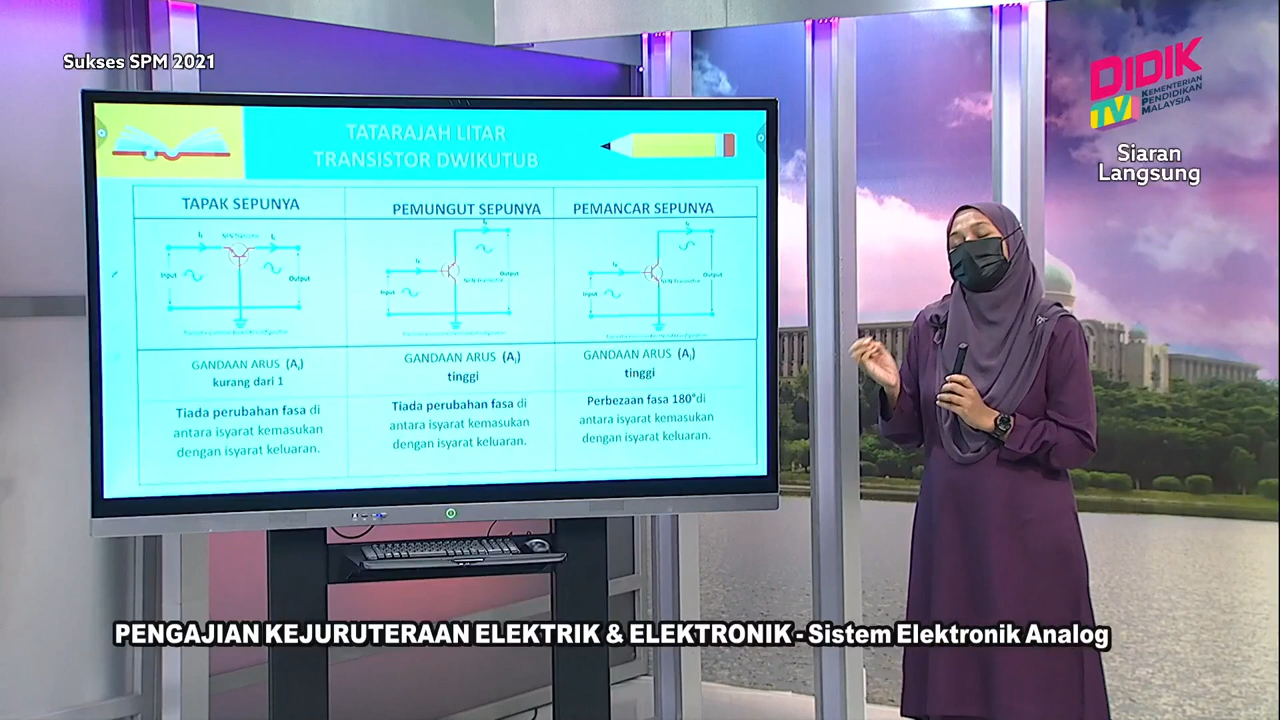 Sukses SPM 2021
DIDIK
TV
KEMENTERIAN
PENDIDIKAN
MALAYSIA
Siaran
Langsung
TATARAJAH LITAR
TRANSISTOR DWIKUTUB
TAPAK SEPUNYA
PEMUNGUT SEPUNYA
PEMANCAR SEPUNYA
Input
Output
Input
Output
NPN Transistor
Input
Output
NPN Transistor
GANDAAN ARUS (Ai)
kurang dari 1
GANDAAN ARUS (Ai)
tinggi
GANDAAN ARUS (Ai)
tinggi
Tiada perubahan fasa di
antara isyarat kemasukan
dengan isyarat keluaran.
Tiada perubahan fasa di
antara isyarat kemasukan
dengan isyarat keluaran.
Perbezaan fasa 180°di
antara isyarat kemasukan
dengan isyarat keluaran.
PENGAJIAN KEJURUTERAAN ELEKTRIK & ELEKTRONIK - Sistem Elektronik Analog